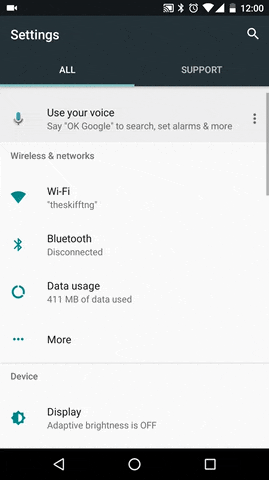 12:00
Settings
ALL
SUPPORT
Use your voice
Say "OK Google" to search, set alarms & more
Wireless & networks
Wi-Fi
"theskifftng"
Bluetooth
Disconnected
Data usage
411 MB of data used
More
Device
Display
Adaptive brightness is OFF